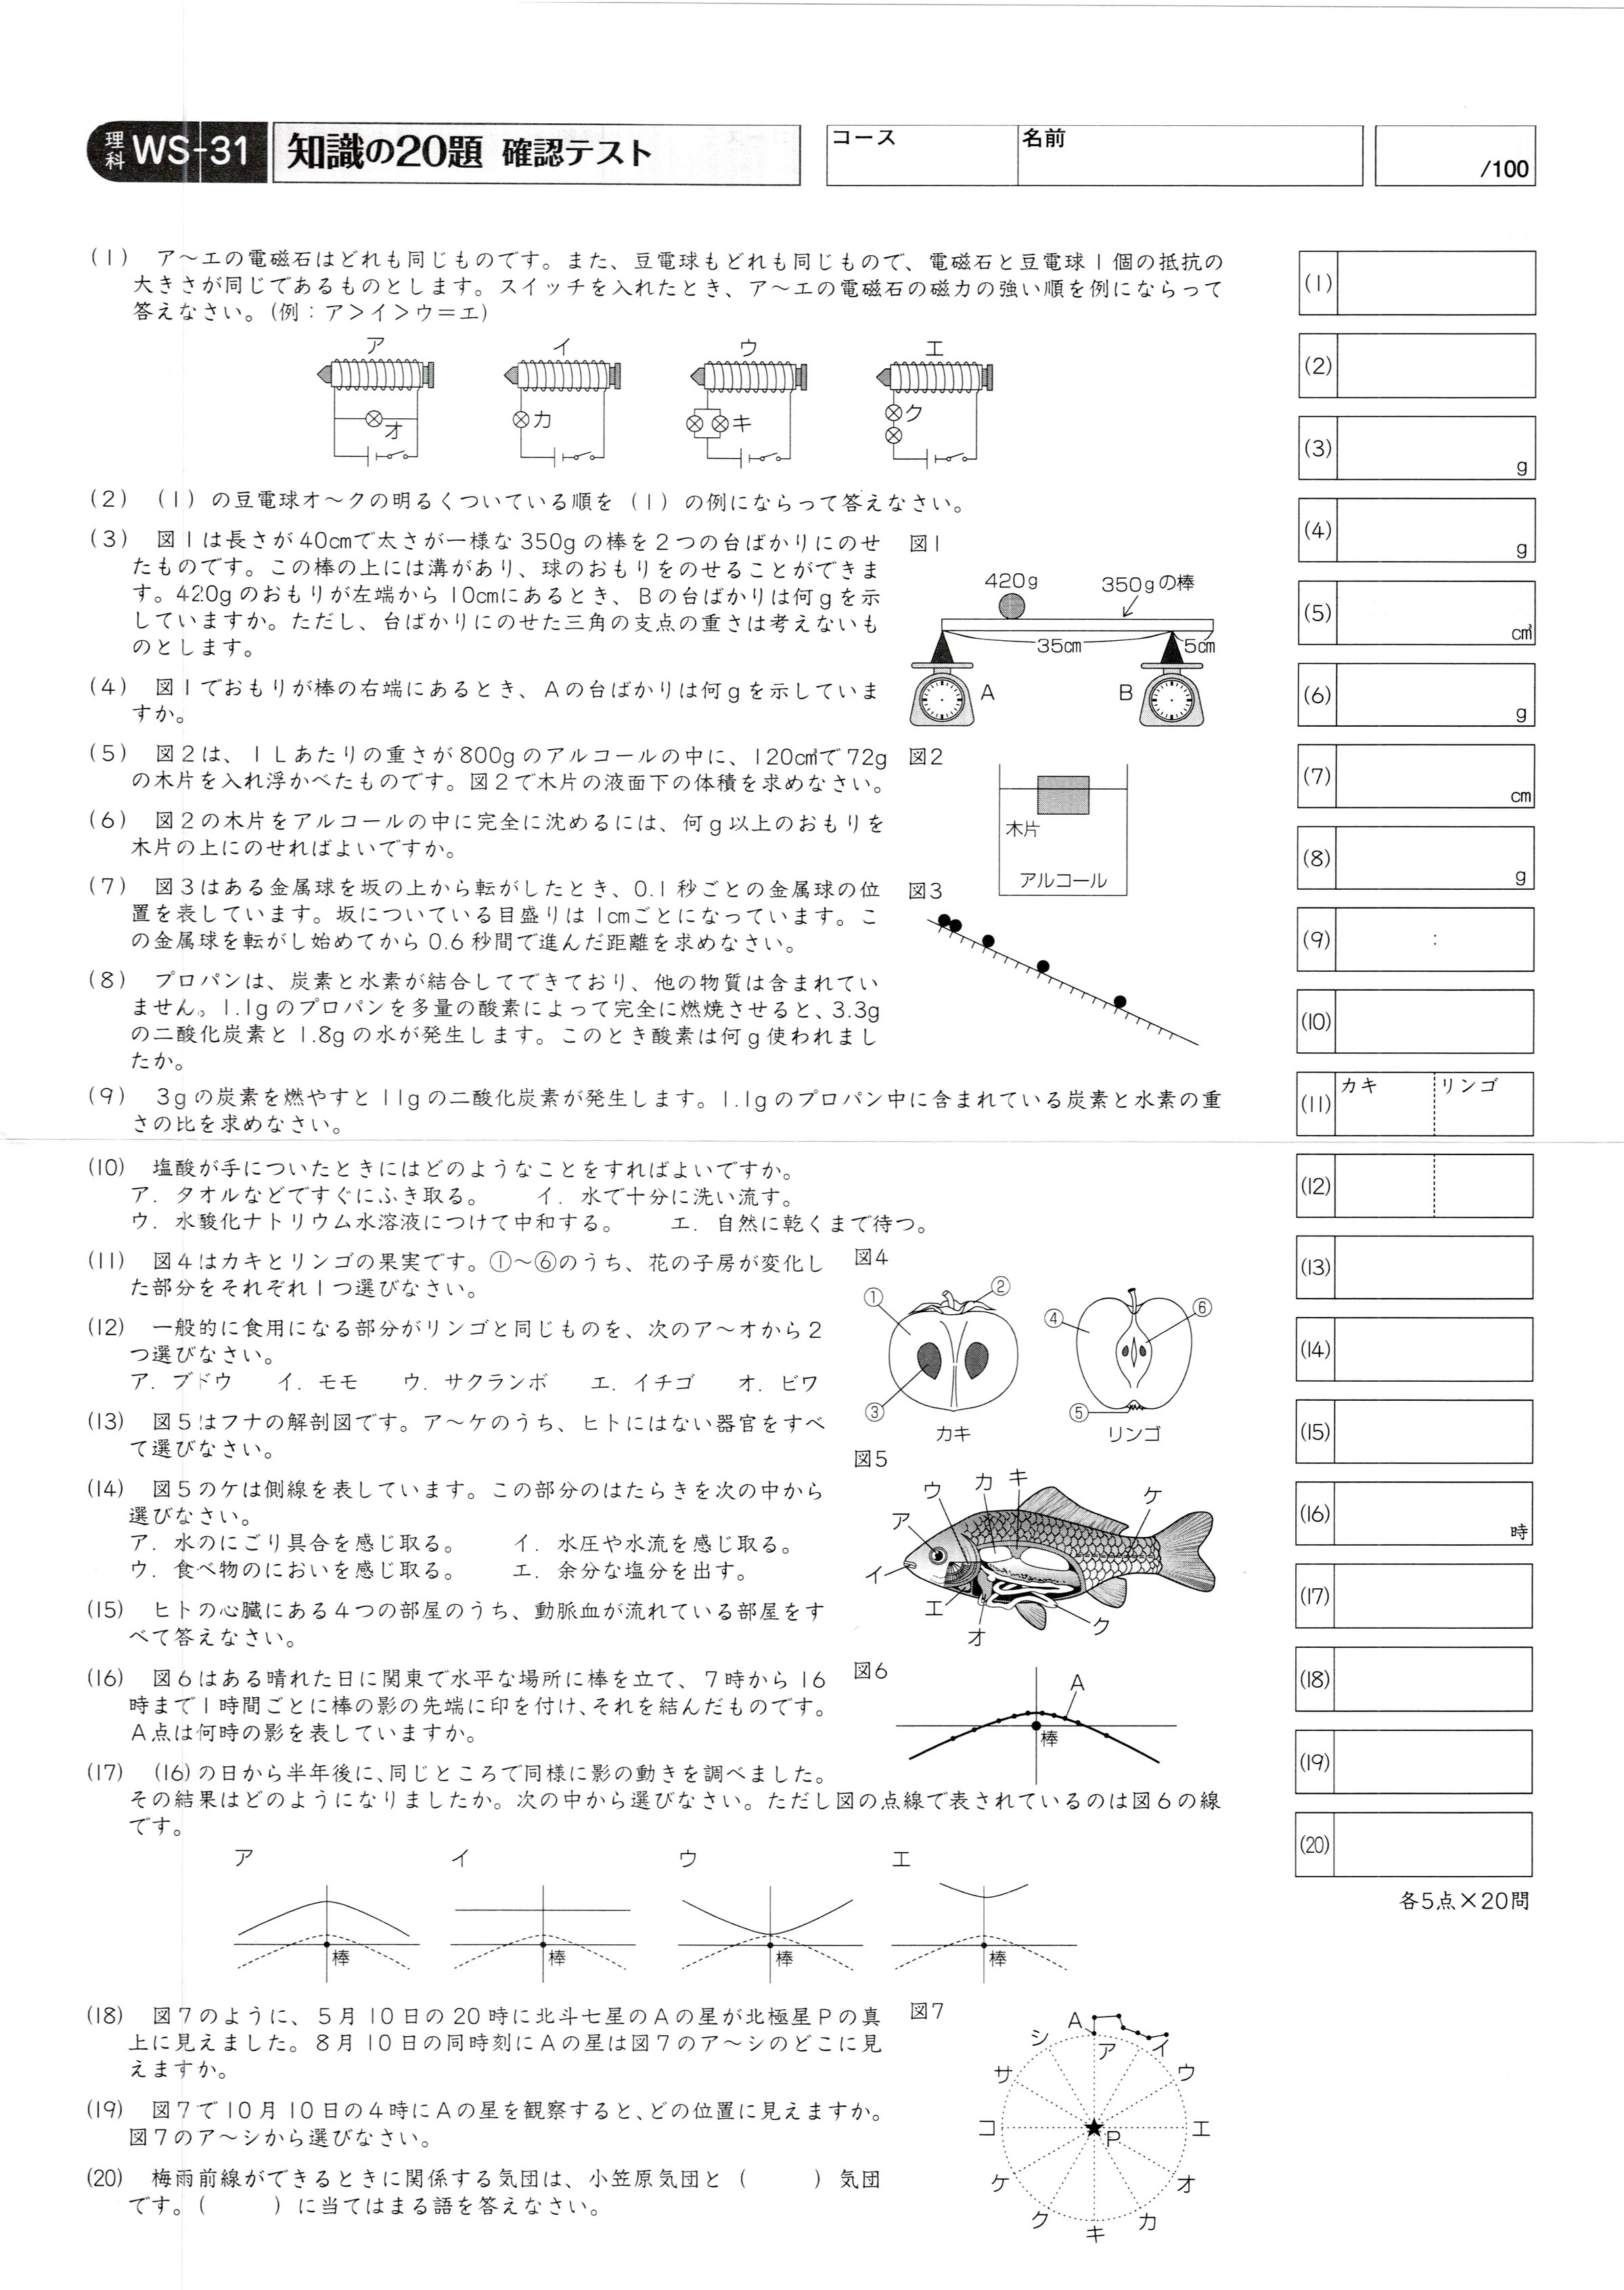 理科 WS-31 知識の20題 確認テスト コース 名前 /100
(1) ア～エの電磁石はどれも同じものです。また、豆電球もどれも同じもので、電磁石と豆電球1個の抵抗の
大きさが同じであるものとします。スイッチを入れたとき、ア～エの電磁石の磁力の強い順を例にならって
答えなさい。(例：ア＞イ＞ウ＝エ)
ア イ ウ エ
オ カ キ ク
(2) (1)の豆電球オ～クの明るくついている順を(1)の例にならって答えなさい。
(3) 図1は長さが40cmで太さが一様な350gの棒を2つの台ばかりにのせ
たものです。この棒の上には溝があり、球のおもりをのせることができま
す。420gのおもりが左端から10cmにあるとき、Bの台ばかりは何gを示
していますか。ただし、台ばかりにのせた三角の支点の重さは考えないも
のとします。
図1
420g 350gの棒
35cm 5cm
A B
(4) 図1でおもりが棒の右端にあるとき、Aの台ばかりは何gを示していま
すか。
(5) 図2は、1Lあたりの重さが800gのアルコールの中に、120cm³で72g
の木片を入れ浮かべたものです。図2で木片の液面下の体積を求めなさい。
図2
木片
アルコール
(6) 図2の木片をアルコールの中に完全に沈めるには、何g以上のおもりを
木片の上にのせればよいですか。
(7) 図3はある金属球を坂の上から転がしたとき、0.1秒ごとの金属球の位
置を表しています。坂についている目盛りは1cmごとになっています。こ
の金属球を転がし始めてから0.6秒間で進んだ距離を求めなさい。
図3
(8) プロパンは、炭素と水素が結合してできており、他の物質は含まれてい
ません。1.1gのプロパンを多量の酸素によって完全に燃焼させると、3.3g
の二酸化炭素と1.8gの水が発生します。このとき酸素は何g使われまし
たか。
(9) 3gの炭素を燃やすと11gの二酸化炭素が発生します。1.1gのプロパン中に含まれている炭素と水素の重
さの比を求めなさい。
(10) 塩酸が手についたときにはどのようなことをすればよいですか。
ア．タオルなどですぐにふき取る。 イ．水で十分に洗い流す。
ウ．水酸化ナトリウム水溶液につけて中和する。 エ．自然に乾くまで待つ。
(11) 図4はカキとリンゴの果実です。①～⑥のうち、花の子房が変化し
た部分をそれぞれ1つ選びなさい。
図4
① ② ③ カキ
④ ⑤ ⑥ リンゴ
(12) 一般的に食用になる部分がリンゴと同じものを、次のア～オから2
つ選びなさい。
ア．ブドウ イ．モモ ウ．サクランボ エ．イチゴ オ．ビワ
(13) 図5はフナの解剖図です。ア～ケのうち、ヒトにはない器官をすべ
て選びなさい。
図5
ア イ ウ エ オ カ キ ク ケ
(14) 図5のケは側線を表しています。この部分のはたらきを次の中から
選びなさい。
ア．水のにごり具合を感じ取る。 イ．水圧や水流を感じ取る。
ウ．食べ物のにおいを感じ取る。 エ．余分な塩分を出す。
(15) ヒトの心臓にある4つの部屋のうち、動脈血が流れている部屋をす
べて答えなさい。
(16) 図6はある晴れた日に関東で水平な場所に棒を立て、7時から16
時まで1時間ごとに棒の影の先端に印を付け、それを結んだものです。
A点は何時の影を表していますか。
図6
A
棒
(17) (16)の日から半年後に、同じところで同様に影の動きを調べました。
その結果はどのようになりましたか。次の中から選びなさい。ただし図の点線で表されているのは図6の線
です。
ア イ ウ エ
棒 棒 棒 棒
(18) 図7のように、5月10日の20時に北斗七星のAの星が北極星Pの真
上に見えました。8月10日の同時刻にAの星は図7のア～シのどこに見
えますか。
図7
A
ア イ ウ エ オ カ キ ク ケ コ サ シ
P
(19) 図7で10月10日の4時にAの星を観察すると、どの位置に見えますか。
図7のア～シから選びなさい。
(20) 梅雨前線ができるときに関係する気団は、小笠原気団と( )気団
です。( )に当てはまる語を答えなさい。
(1)
(2)
(3) g
(4) g
(5) cm³
(6) g
(7) cm
(8) g
(9) :
(10)
(11) カキ リンゴ
(12)
(13)
(14)
(15)
(16) 時
(17)
(18)
(19)
(20)
各5点×20問